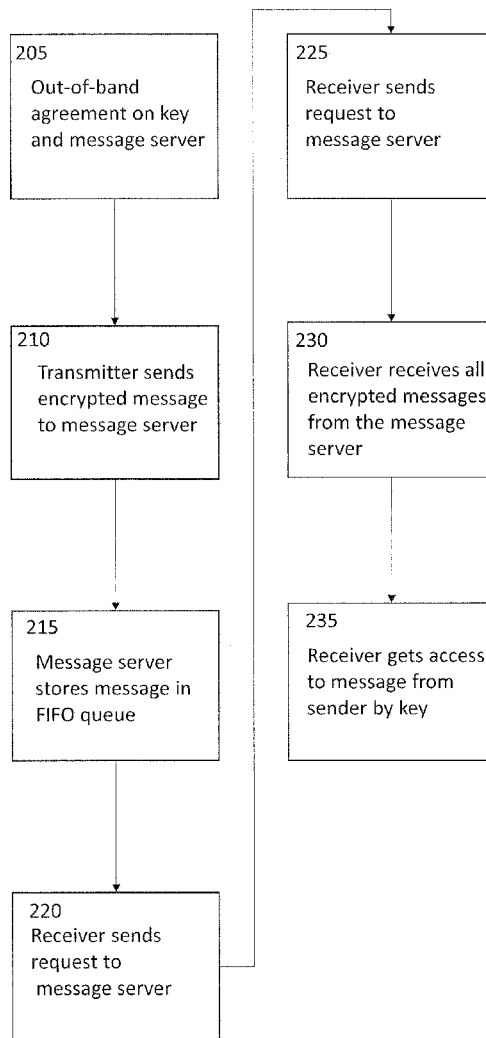 205
Out-of-band
agreement on key
and message server
210
Transmitter sends
encrypted message
to message server
215
Message server
stores message in
FIFO queue
220
Receiver sends
request to
message server
225
Receiver sends
request to
message server
230
Receiver receives all
encrypted messages
from the message
server
235
Receiver gets access
to message from
sender by key